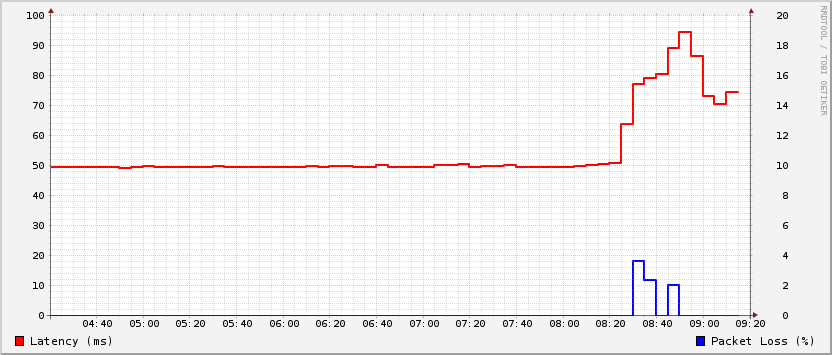 100 90 80 70 60 50 40 30 20 10 0
20 18 16 14 12 10 8 6 4 2 0
RRDTOOL / TOBI OETIKER
04:40 05:00 05:20 05:40 06:00 06:20 06:40 07:00 07:20 07:40 08:00 08:20 08:40 09:00 09:20
Latency (ms)
Packet Loss (%)